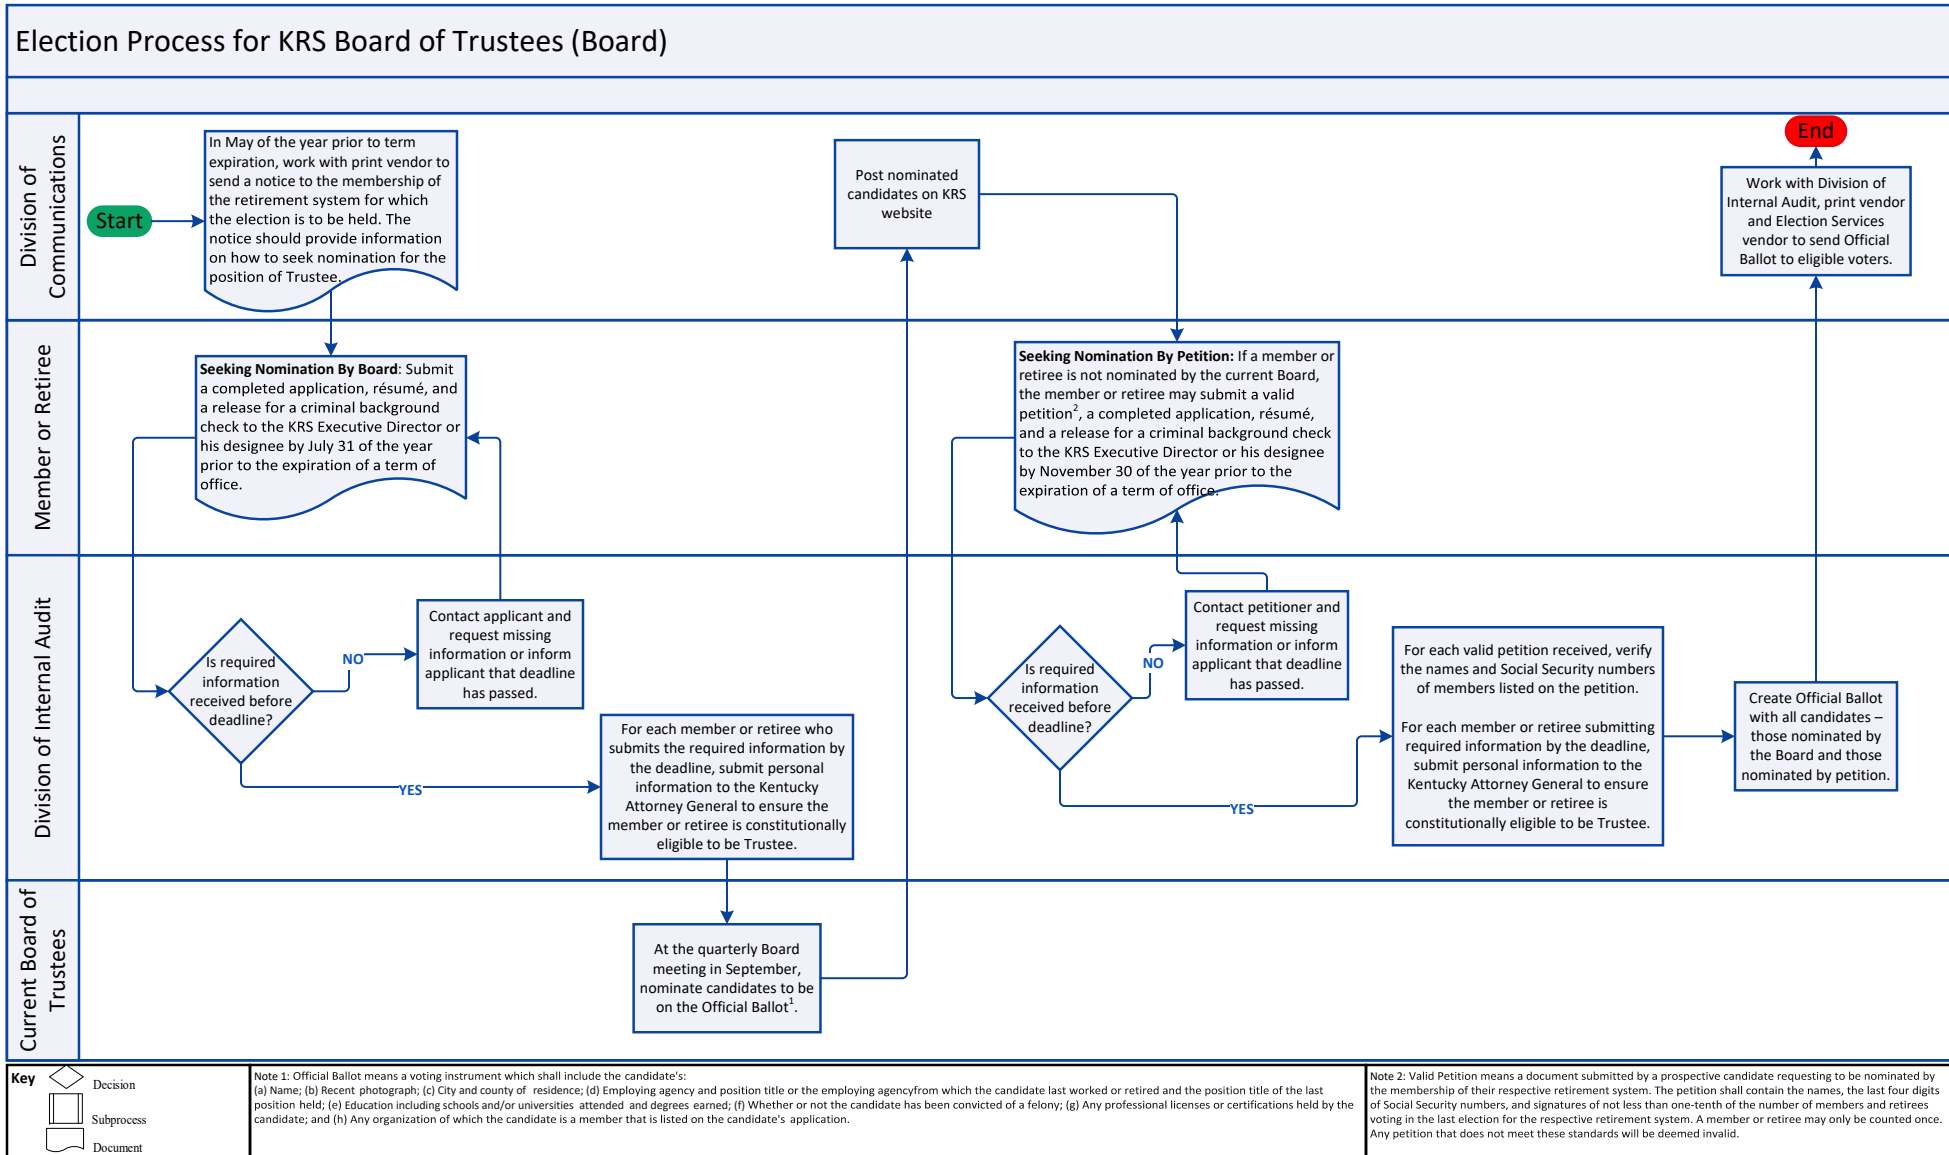 Election Process for KRS Board of Trustees (Board)
Division of
Communications
Start
In May of the year prior to term
expiration, work with print vendor to
send a notice to the membership of
the retirement system for which
the election is to be held. The
notice should provide information
on how to seek nomination for the
position of Trustee.
Post nominated
candidates on KRS
website
End
Work with Division of
Internal Audit, print vendor
and Election Services
vendor to send Official
Ballot to eligible voters.
Member or Retiree
Seeking Nomination By Board: Submit
a completed application, résumé, and
a release for a criminal background
check to the KRS Executive Director or
his designee by July 31 of the year
prior to the expiration of a term of
office.
Seeking Nomination By Petition: If a member or
retiree is not nominated by the current Board,
the member or retiree may submit a valid
petition2, a completed application, résumé,
and a release for a criminal background check
to the KRS Executive Director or his designee
by November 30 of the year prior to the
expiration of a term of office.
Division of Internal Audit
Is required
information
received before
deadline?
NO
Contact applicant and
request missing
information or inform
applicant that deadline
has passed.
YES
For each member or retiree who
submits the required information by
the deadline, submit personal
information to the Kentucky
Attorney General to ensure the
member or retiree is constitutionally
eligible to be Trustee.
Is required
information
received before
deadline?
NO
Contact petitioner and
request missing
information or inform
applicant that deadline
has passed.
YES
For each valid petition received, verify
the names and Social Security numbers
of members listed on the petition.
For each member or retiree submitting
required information by the deadline,
submit personal information to the
Kentucky Attorney General to ensure
the member or retiree is
constitutionally eligible to be Trustee.
Create Official Ballot
with all candidates –
those nominated by
the Board and those
nominated by petition.
Current Board of
Trustees
At the quarterly Board
meeting in September,
nominate candidates to be
on the Official Ballot1.
Key
Decision
Subprocess
Document
Note 1: Official Ballot means a voting instrument which shall include the candidate's:
(a) Name; (b) Recent photograph; (c) City and county of residence; (d) Employing agency and position title or the employing agencyfrom which the candidate last worked or retired and the position title of the last
position held; (e) Education including schools and/or universities attended and degrees earned; (f) Whether or not the candidate has been convicted of a felony; (g) Any professional licenses or certifications held by the
candidate; and (h) Any organization of which the candidate is a member that is listed on the candidate's application.
Note 2: Valid Petition means a document submitted by a prospective candidate requesting to be nominated by
the membership of their respective retirement system. The petition shall contain the names, the last four digits
of Social Security numbers, and signatures of not less than one-tenth of the number of members and retirees
voting in the last election for the respective retirement system. A member or retiree may only be counted once.
Any petition that does not meet these standards will be deemed invalid.